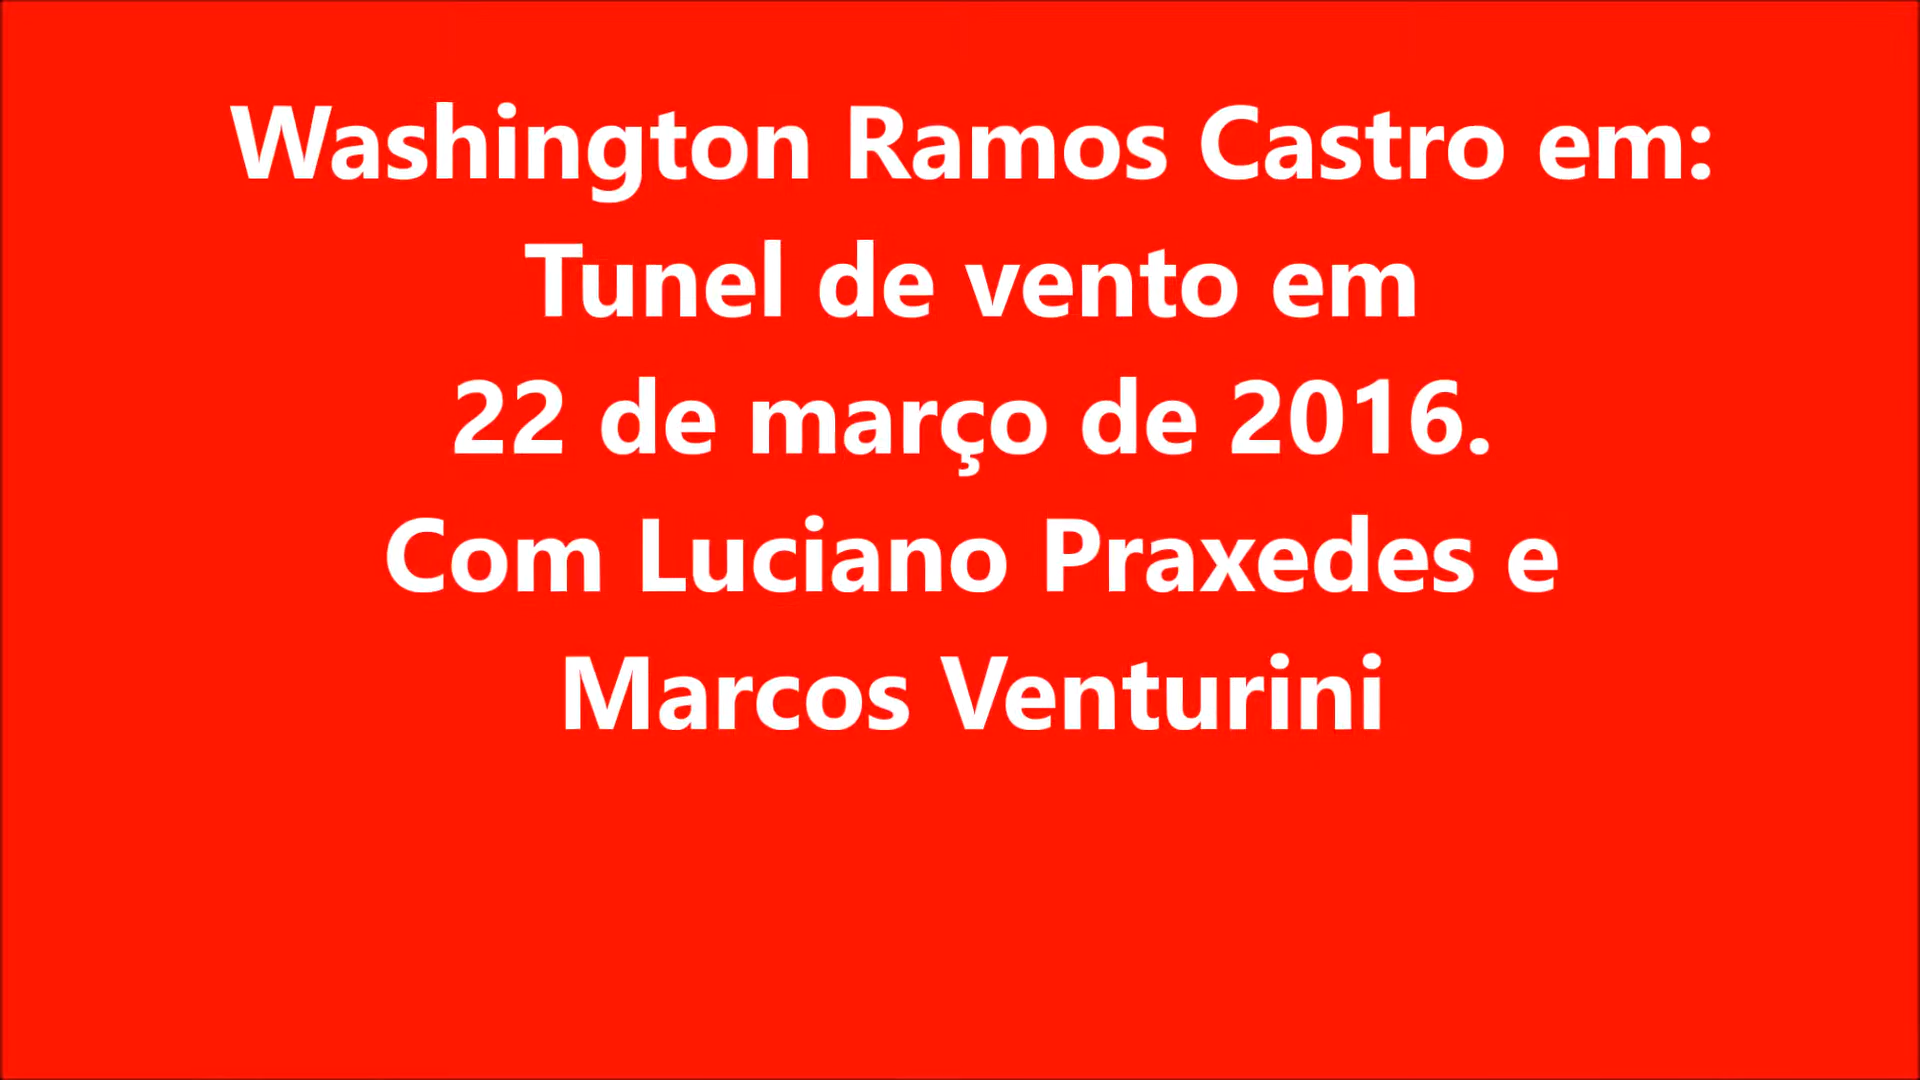 Washington Ramos Castro em:
Tunel de vento em
22 de março de 2016.
Com Luciano Praxedes e
Marcos Venturini